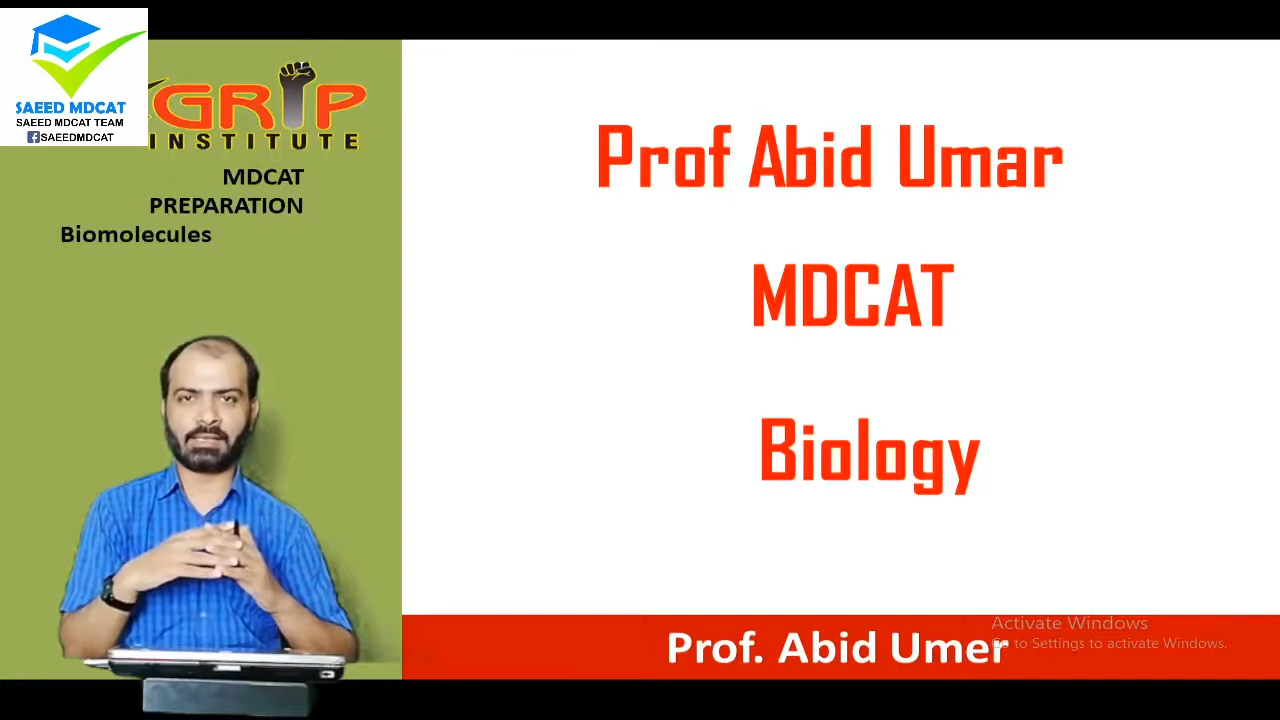 SAEED MDCAT
SAEED MDCAT TEAM
SAEEDMDCAT
GRIP
INSTITUTE
MDCAT
PREPARATION
Biomolecules
Prof Abid Umar
MDCAT
Biology
Prof. Abid Umer
Activate Windows
Go to Settings to activate Windows.